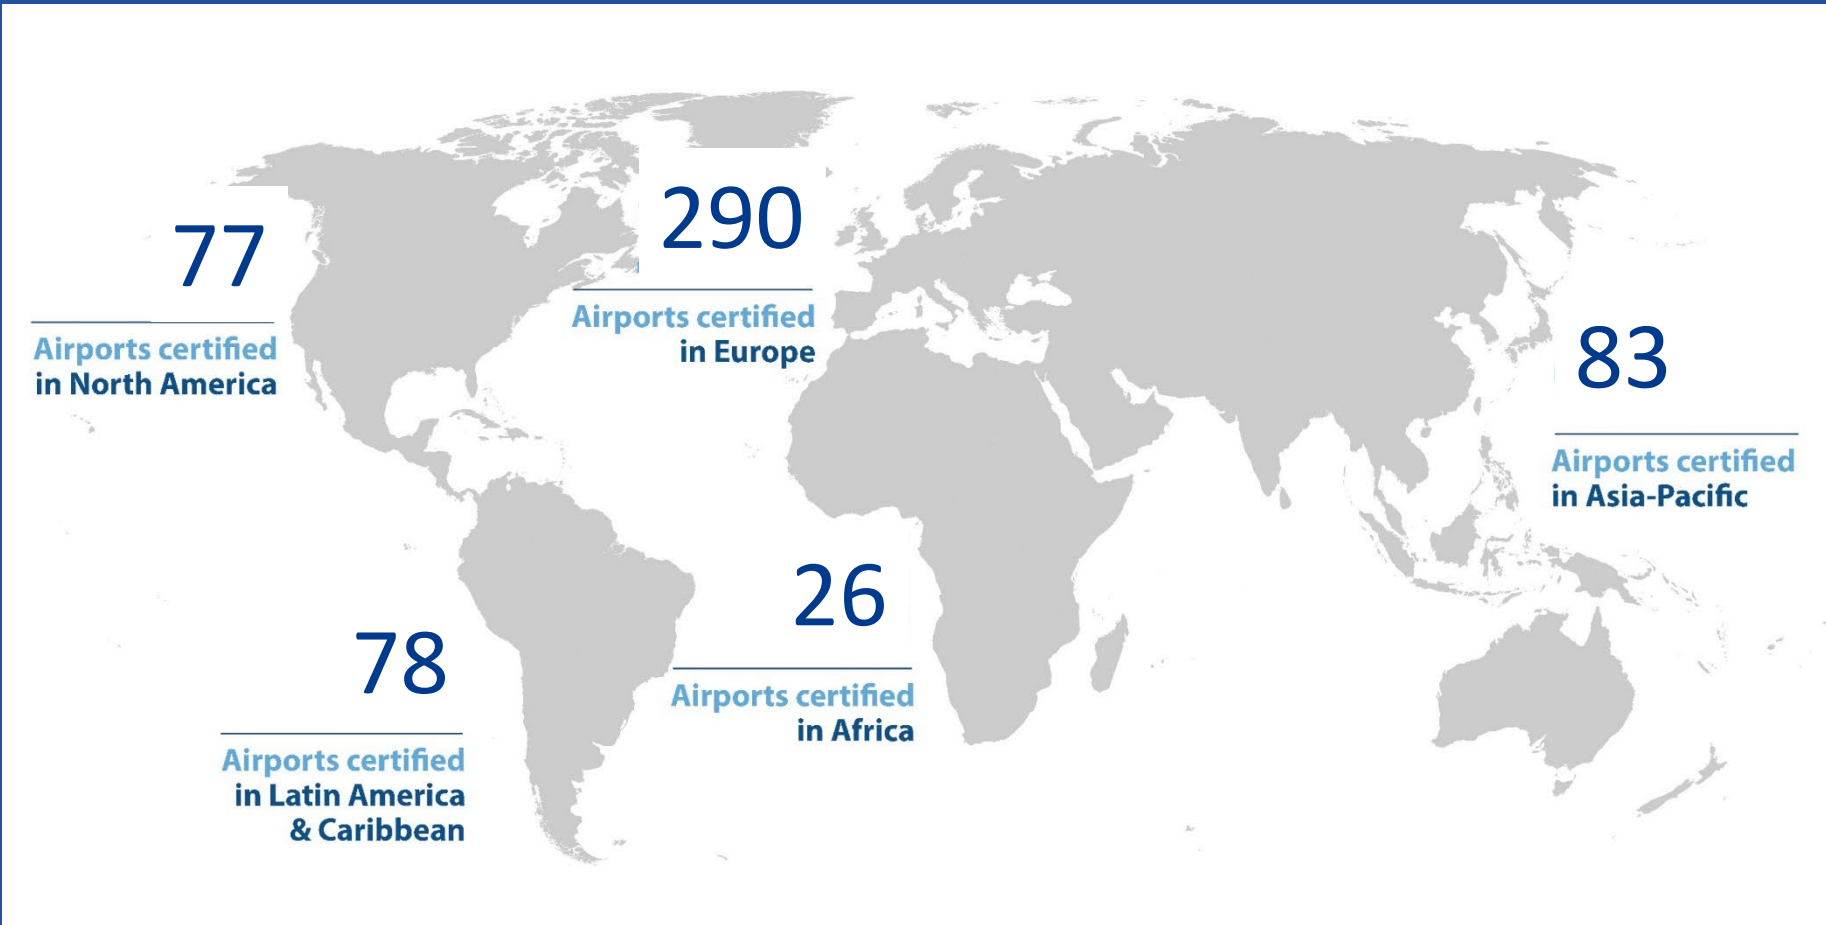 290
Airports certified
in Europe
77
Airports certified
in North America
83
Airports certified
in Asia-Pacific
26
Airports certified
in Africa
78
Airports certified
in Latin America
& Caribbean